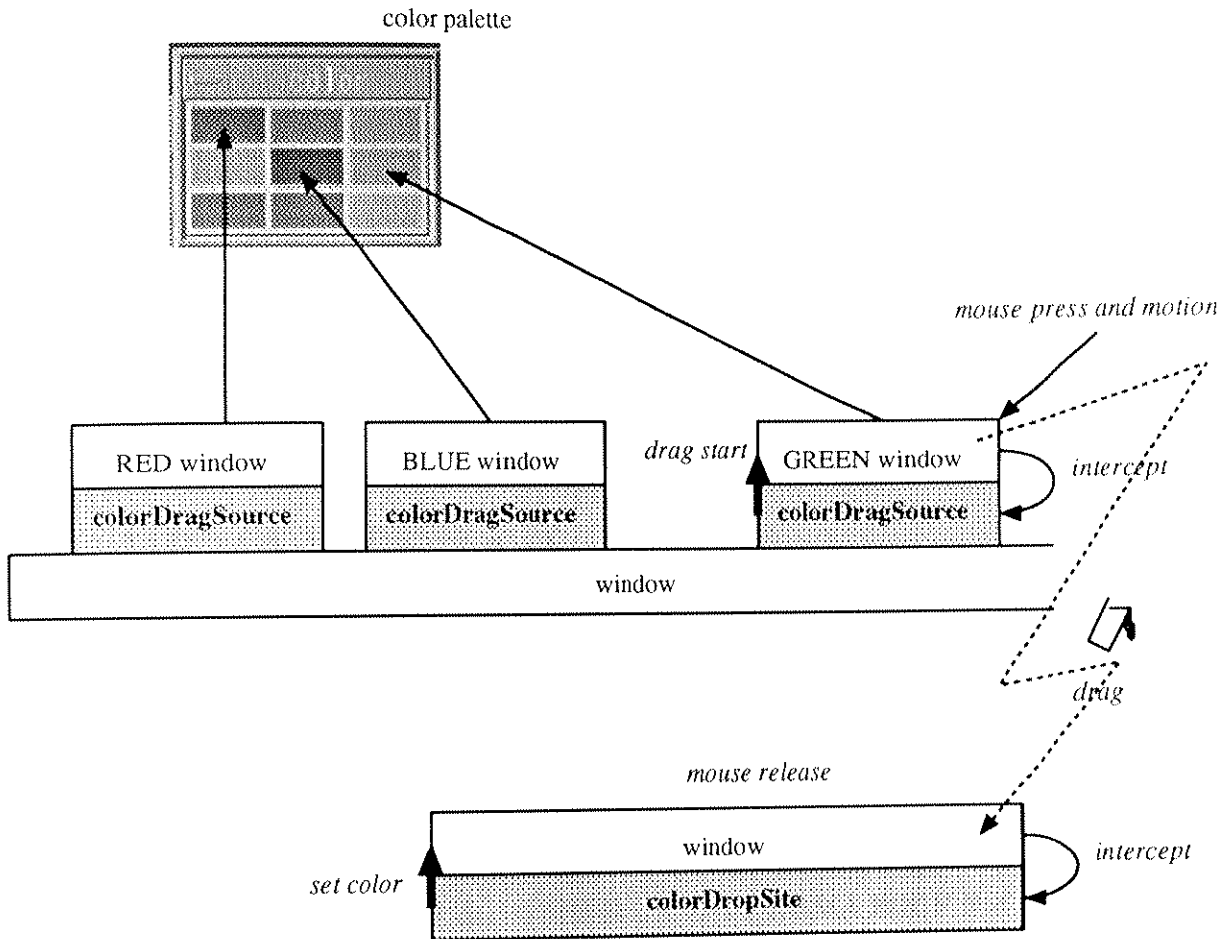 color palette
mouse press and motion
drag start
RED window
BLUE window
GREEN window
intercept
colorDragSource
colorDragSource
colorDragSource
window
drag
mouse release
window
intercept
set color
colorDropSite